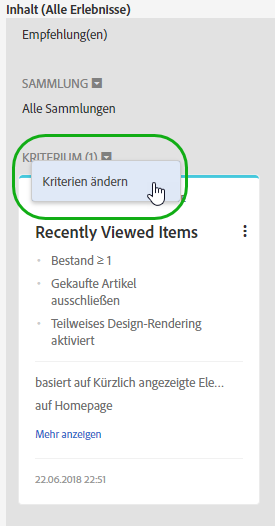 Inhalt (Alle Erlebnisse)
Empfehlung(en)
SAMMLUNG
Alle Sammlungen
KRITERIUM (1)
Kriterien ändern
Recently Viewed Items
Bestand ≥ 1
Gekaufte Artikel
ausschließen
Teilweises Design-Rendering
aktiviert
basiert auf Kürzlich angezeigte Ele...
auf Homepage
Mehr anzeigen
22.06.2018 22:51